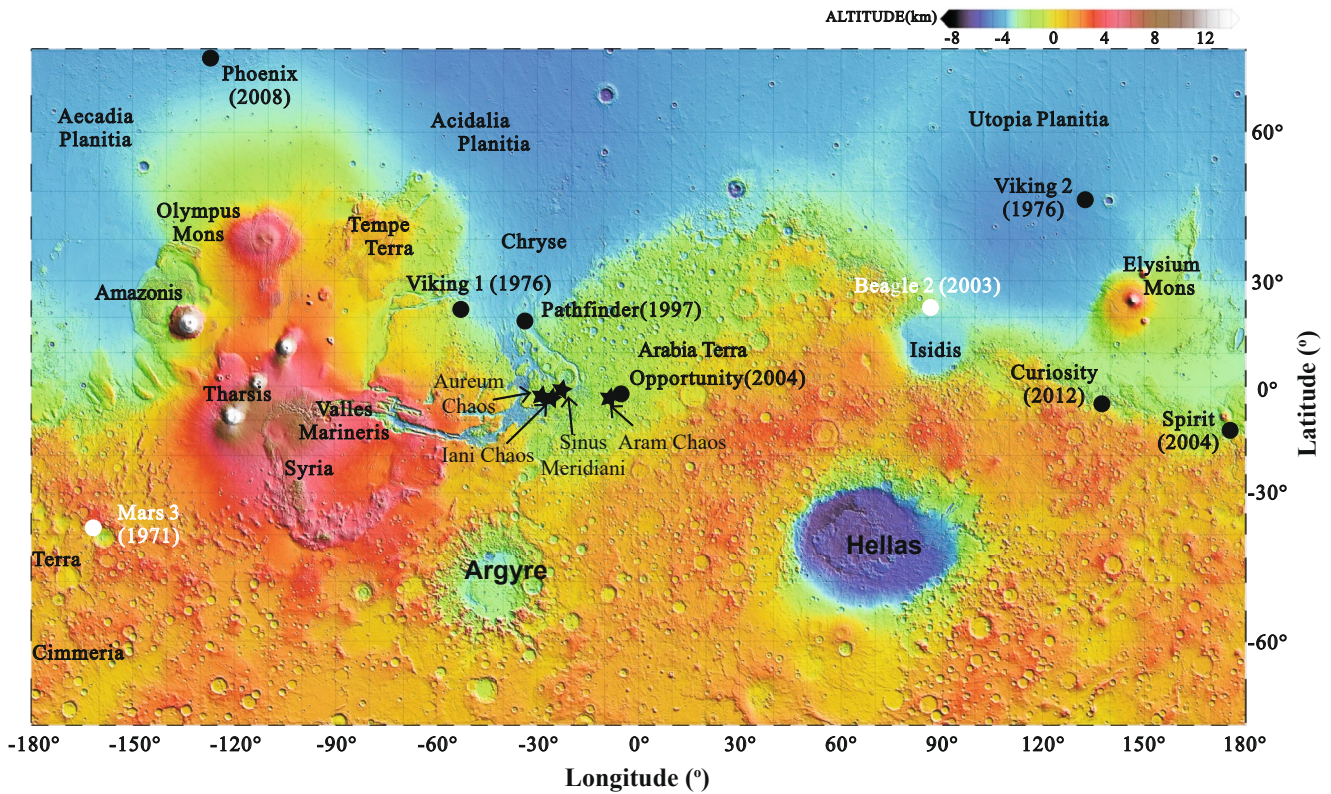 ALTITUDE(km)
-8 -4 0 4 8 12
Phoenix
(2008)
Aecadia
Planitia
Acidalia
Planitia
Utopia Planitia
60°
Viking 2
(1976)
Olympus
Mons
Tempe
Terra
Chryse
Elysium
Mons
30°
Amazonis
Viking 1 (1976)
Beagle 2 (2003)
Pathfinder(1997)
Arabia Terra
Isidis
Aureum
Chaos
Opportunity(2004)
Curiosity
(2012)
0°
Tharsis
Valles
Marineris
Iani Chaos
Sinus
Meridiani
Aram Chaos
Spirit
(2004)
Syria
-30°
Mars 3
(1971)
Terra
Argyre
Hellas
Cimmeria
-60°
Latitude (º)
-180° -150° -120° -90° -60° -30° 0° 30° 60° 90° 120° 150° 180°
Longitude (º)